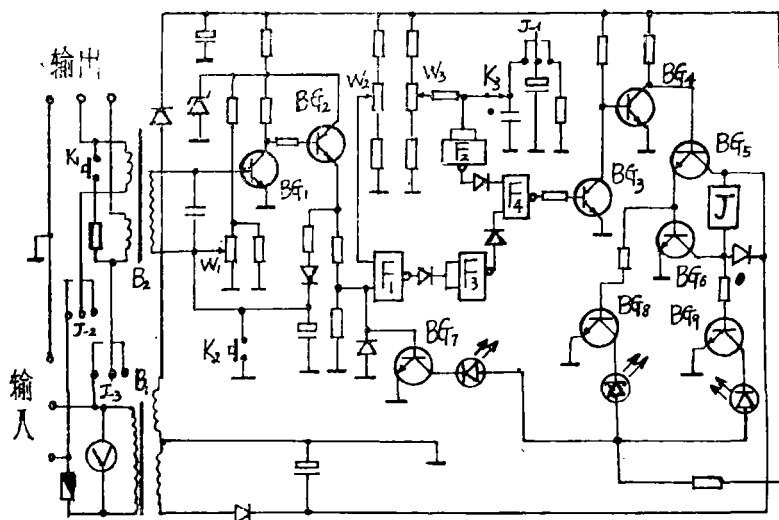 输出
K₁
B₂
J-2
J-3
B₁
输
入
V
W₁
K₂
BG₁
BG₂
W₂
W₃
K₃
J-1
F₂
F₄
F₁
F₃
BG₃
BG₄
BG₅
J
BG₆
BG₇
BG₈
BG₉